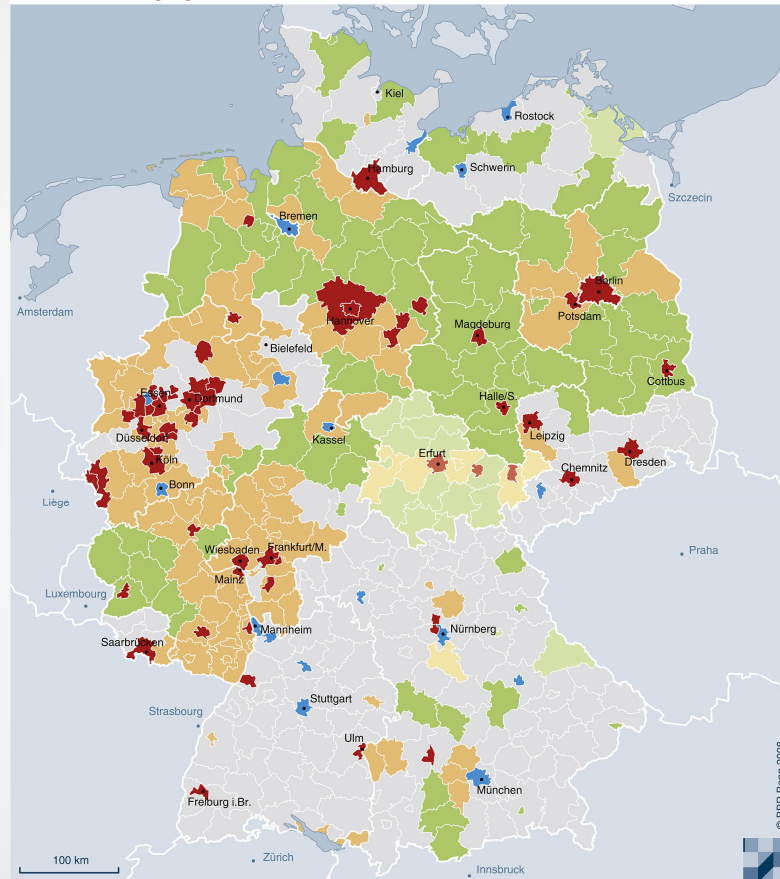 Kiel
Rostock
Hamburg
Schwerin
Szczecin
Bremen
Amsterdam
Berlin
Hannover
Potsdam
Magdeburg
Bielefeld
Cottbus
Essen
Dortmund
Halle/S.
Düsseldorf
Kassel
Leipzig
Köln
Erfurt
Dresden
Chemnitz
Bonn
Liège
Wiesbaden
Frankfurt/M.
Praha
Mainz
Luxembourg
Mannheim
Nürnberg
Saarbrücken
Stuttgart
Strasbourg
Ulm
München
Freiburg i.Br.
Zürich
100 km
Innsbruck